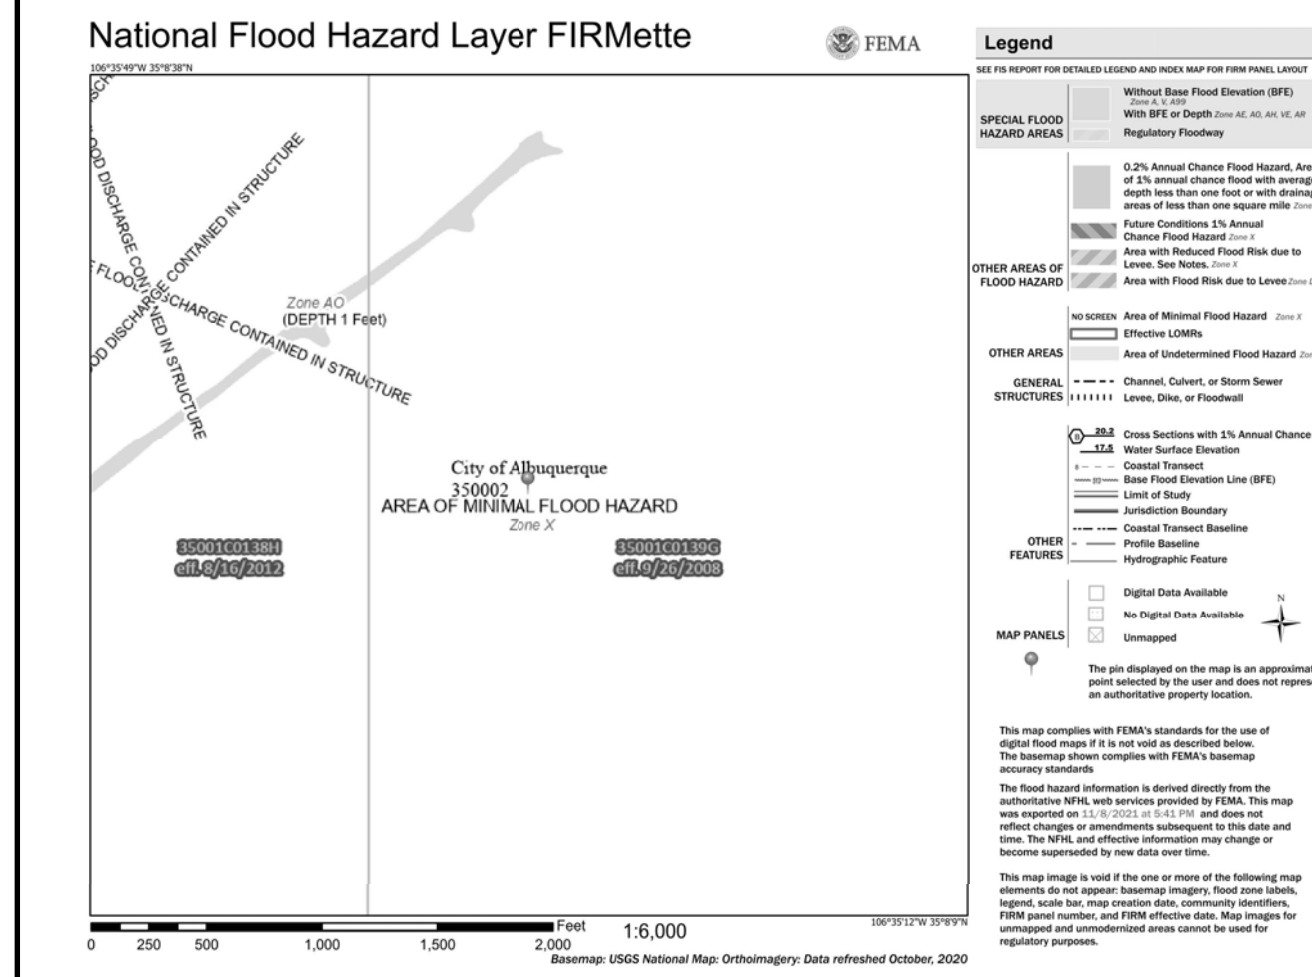 National Flood Hazard Layer FIRMette
FEMA
106°35'49"W 35°8'38"N
FLOOD DISCHARGE CONTAINED IN STRUCTURE
DISCHARGE CONTAINED IN STRUCTURE
FLOOD DISCHARGE CONTAINED IN STRUCTURE
Zone AO
(DEPTH 1 Feet)
City of Albuquerque
350002
AREA OF MINIMAL FLOOD HAZARD
Zone X
35001C0138H
eff. 8/16/2012
35001C0139G
eff. 9/26/2008
0 250 500 1,000 1,500 2,000
Feet
1:6,000
106°35'12"W 35°8'9"N
Basemap: USGS National Map: Orthoimagery: Data refreshed October, 2020
Legend
SEE FIS REPORT FOR DETAILED LEGEND AND INDEX MAP FOR FIRM PANEL LAYOUT
SPECIAL FLOOD
HAZARD AREAS
Without Base Flood Elevation (BFE)
Zone A, V, A99
With BFE or Depth Zone AE, AO, AH, VE, AR
Regulatory Floodway
OTHER AREAS OF
FLOOD HAZARD
0.2% Annual Chance Flood Hazard, Are
of 1% annual chance flood with average
depth less than one foot or with drainag
areas of less than one square mile Zone
Future Conditions 1% Annual
Chance Flood Hazard Zone X
Area with Reduced Flood Risk due to
Levee. See Notes. Zone X
Area with Flood Risk due to Levee Zone D
OTHER AREAS
NO SCREEN Area of Minimal Flood Hazard Zone X
Effective LOMRs
Area of Undetermined Flood Hazard Zon
GENERAL
STRUCTURES
Channel, Culvert, or Storm Sewer
Levee, Dike, or Floodwall
OTHER
FEATURES
B 20.2 Cross Sections with 1% Annual Chance
17.5 Water Surface Elevation
8 Coastal Transect
513 Base Flood Elevation Line (BFE)
Limit of Study
Jurisdiction Boundary
Coastal Transect Baseline
Profile Baseline
Hydrographic Feature
MAP PANELS
Digital Data Available
No Digital Data Available
Unmapped
N
The pin displayed on the map is an approximat
point selected by the user and does not represe
an authoritative property location.
This map complies with FEMA's standards for the use of
digital flood maps if it is not void as described below.
The basemap shown complies with FEMA's basemap
accuracy standards
The flood hazard information is derived directly from the
authoritative NFHL web services provided by FEMA. This map
was exported on 11/8/2021 at 5:41 PM and does not
reflect changes or amendments subsequent to this date and
time. The NFHL and effective information may change or
become superseded by new data over time.
This map image is void if the one or more of the following map
elements do not appear: basemap imagery, flood zone labels,
legend, scale bar, map creation date, community identifiers,
FIRM panel number, and FIRM effective date. Map images for
unmapped and unmodernized areas cannot be used for
regulatory purposes.